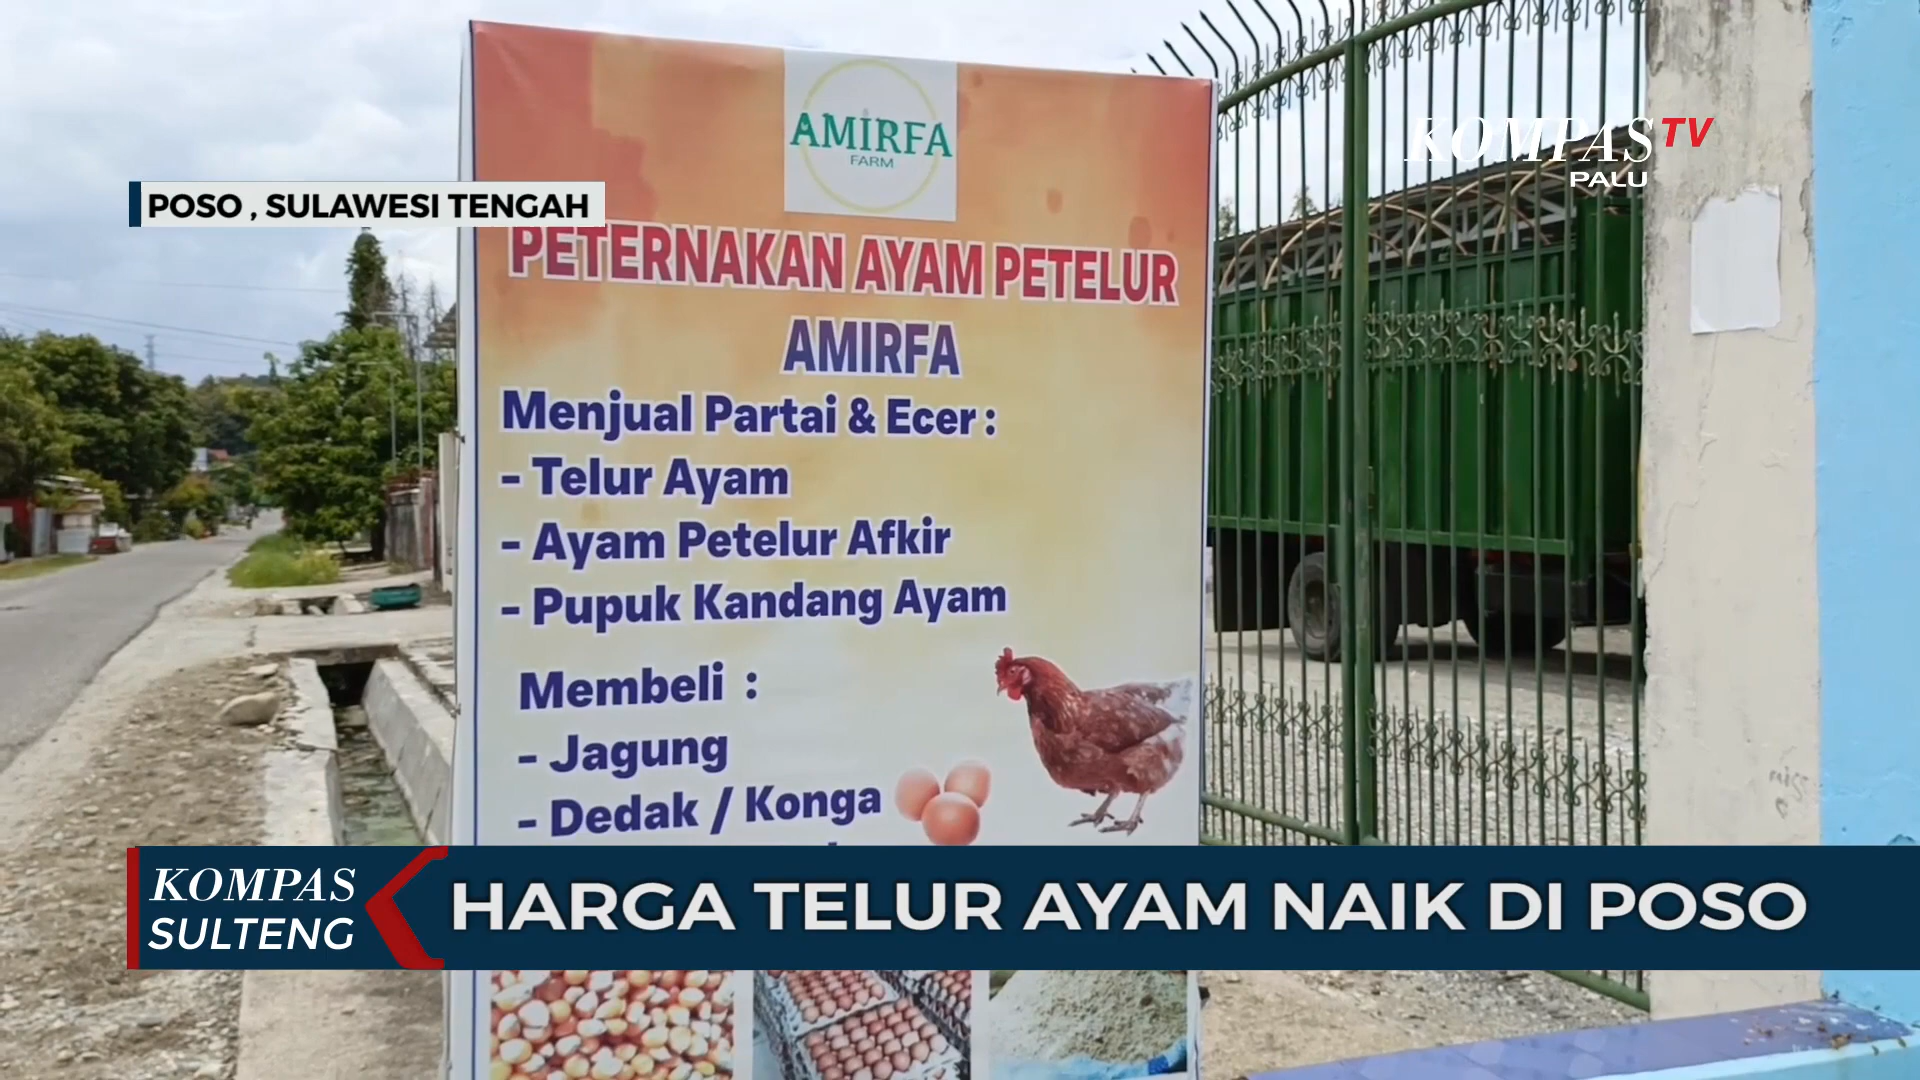 AMIRFA
FARM
KOMPAS TV
PALU
POSO , SULAWESI TENGAH
PETERNAKAN AYAM PETELUR
AMIRFA
Menjual Partai & Ecer :
- Telur Ayam
- Ayam Petelur Afkir
- Pupuk Kandang Ayam
Membeli :
- Jagung
- Dedak / Konga
KOMPAS
SULTENG
HARGA TELUR AYAM NAIK DI POSO